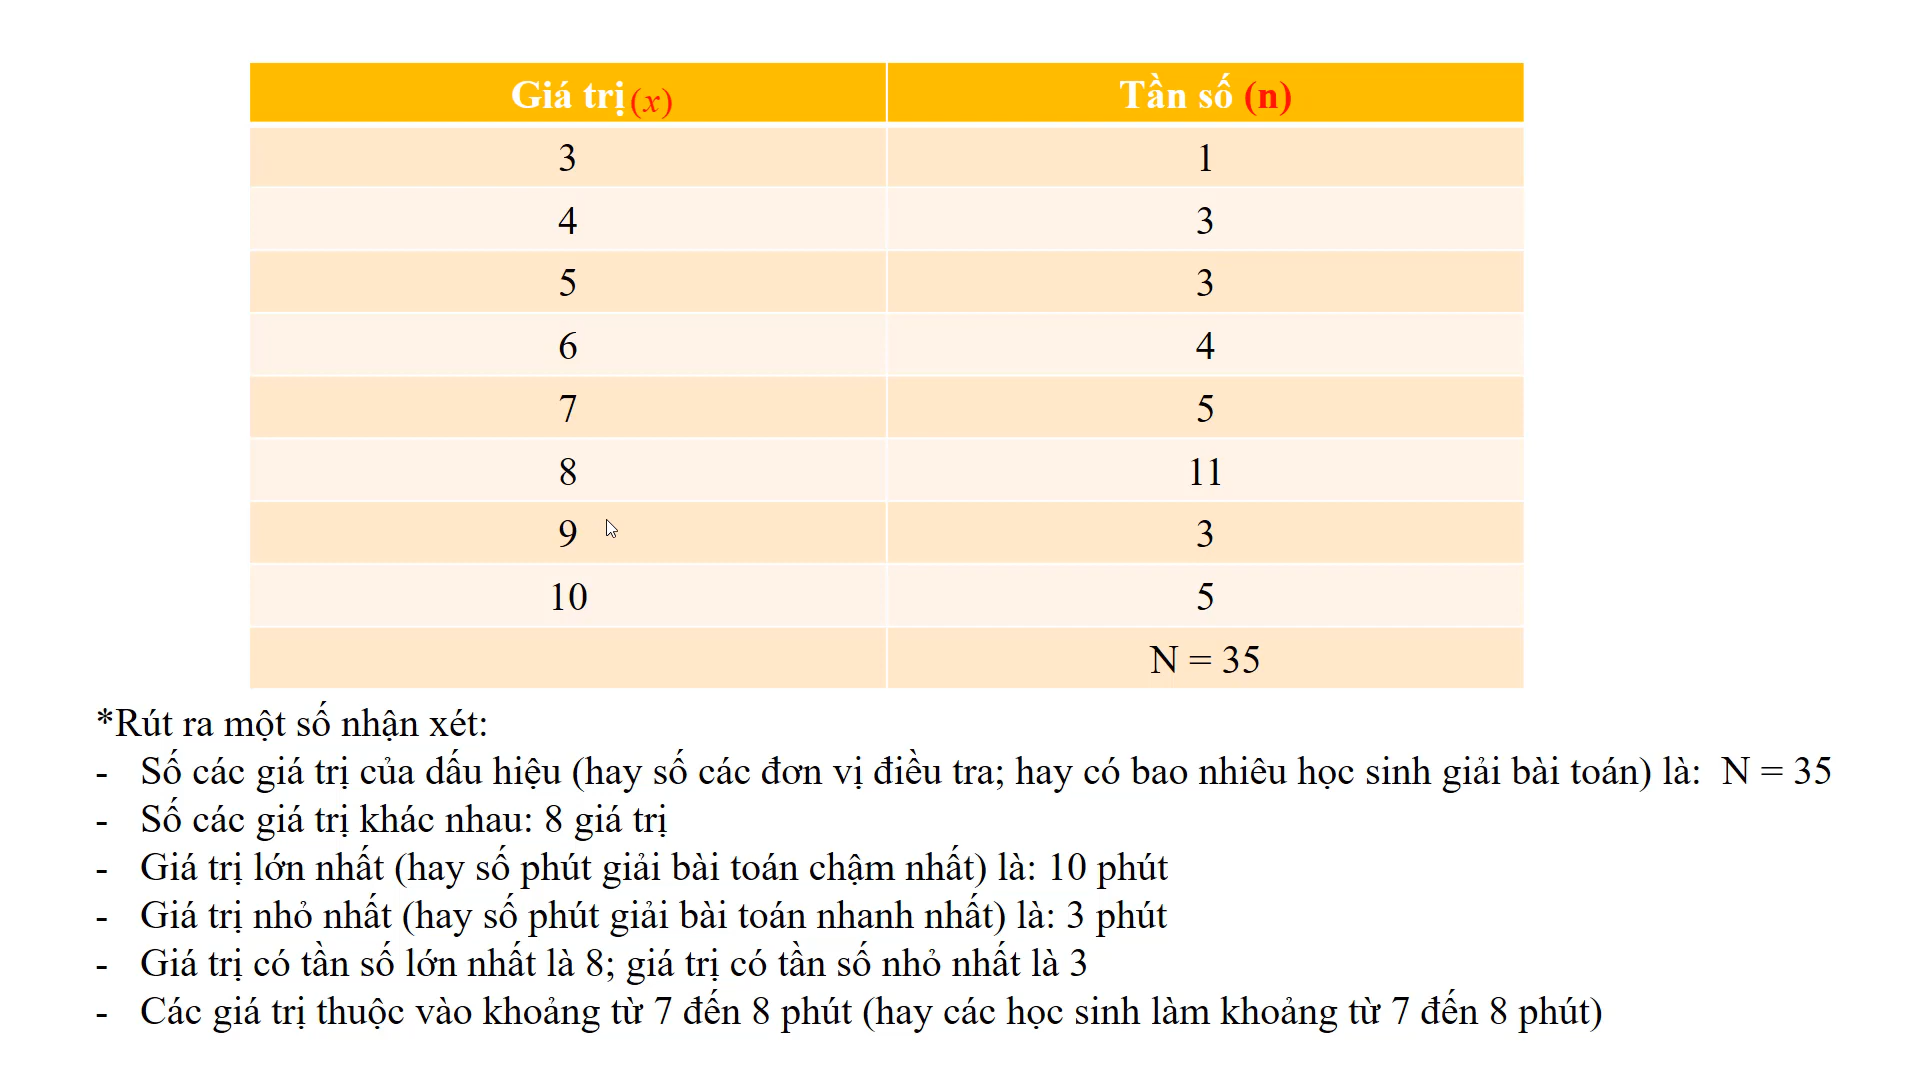 Giá trị (x) Tần số (n)
3 1
4 3
5 3
6 4
7 5
8 11
9 3
10 5
N = 35
*Rút ra một số nhận xét:
- Số các giá trị của dấu hiệu (hay số các đơn vị điều tra; hay có bao nhiêu học sinh giải bài toán) là: N = 35
- Số các giá trị khác nhau: 8 giá trị
- Giá trị lớn nhất (hay số phút giải bài toán chậm nhất) là: 10 phút
- Giá trị nhỏ nhất (hay số phút giải bài toán nhanh nhất) là: 3 phút
- Giá trị có tần số lớn nhất là 8; giá trị có tần số nhỏ nhất là 3
- Các giá trị thuộc vào khoảng từ 7 đến 8 phút (hay các học sinh làm khoảng từ 7 đến 8 phút)